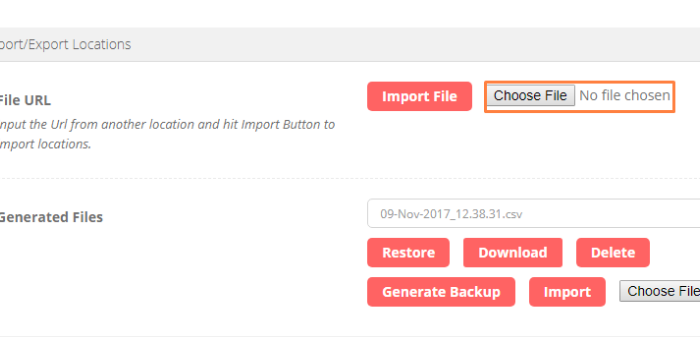 port/Export Locations
File URL
Import File
Choose File No file chosen
nput the Url from another location and hit Import Button to
mport locations.
Generated Files
09-Nov-2017_12.38.31.csv
Restore Download Delete
Generate Backup Import Choose File